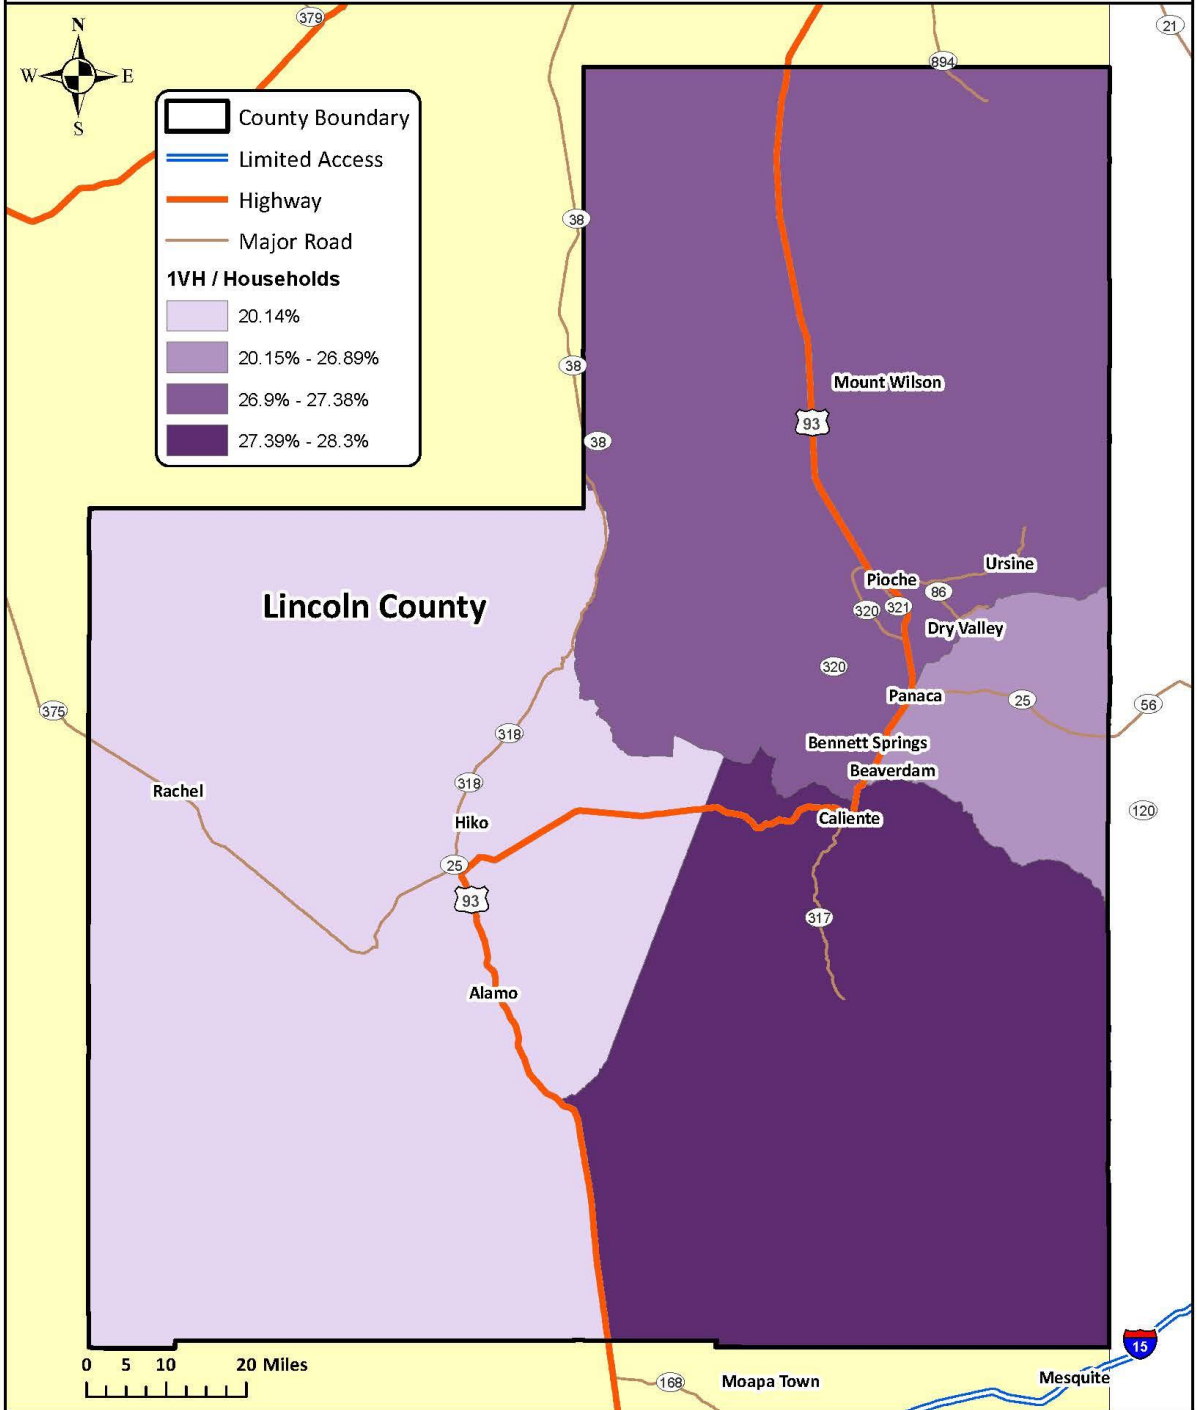 379
21
N
894
W E
S
County Boundary
Limited Access
Highway
Major Road
1VH / Households
20.14%
20.15% - 26.89%
26.9% - 27.38%
27.39% - 28.3%
38
38
38
Mount Wilson
93
Ursine
Pioche
86
Lincoln County
320
321
Dry Valley
320
Panaca
25
56
375
318
Bennett Springs
Beaverdam
318
Rachel
120
Hiko
Caliente
25
93
317
Alamo
15
0 5 10 20 Miles
168
Moapa Town
Mesquite